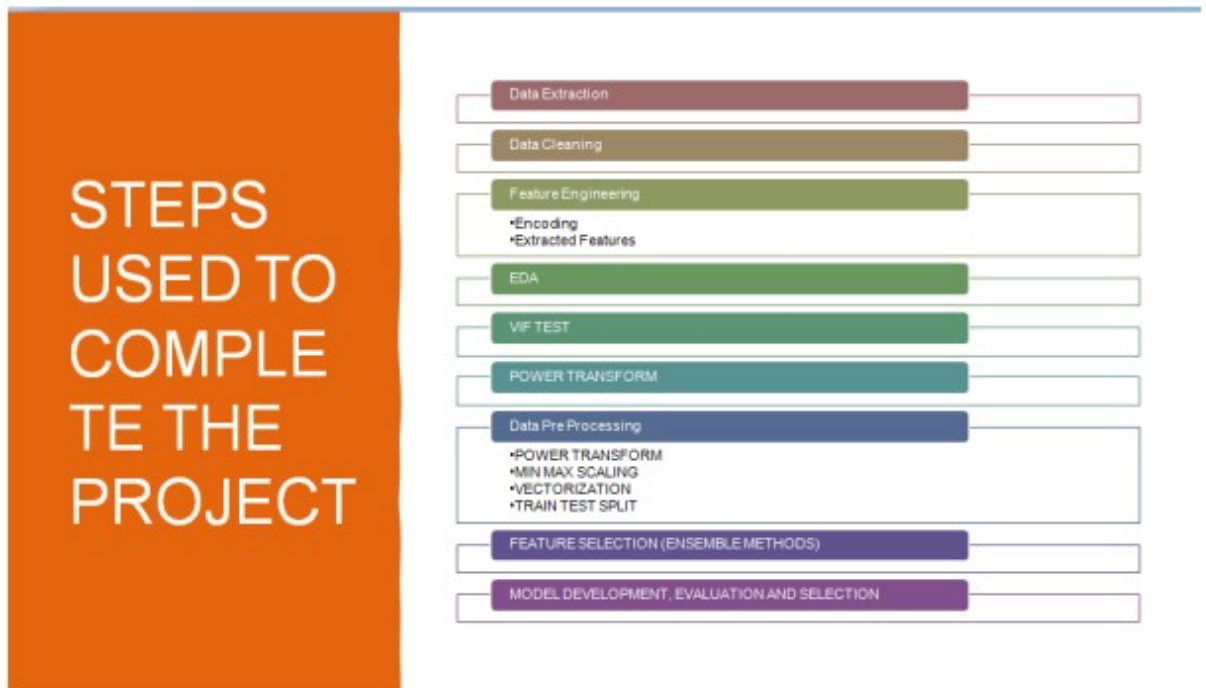 STEPS
USED TO
COMPLE
TE THE
PROJECT
Data Extraction
Data Cleaning
Feature Engineering
•Encoding
•Extracted Features
EDA
VIF TEST
POWER TRANSFORM
Data Pre Processing
•POWER TRANSFORM
•MIN MAX SCALING
•VECTORIZATION
•TRAIN TEST SPLIT
FEATURE SELECTION (ENSEMBLE METHODS)
MODEL DEVELOPMENT, EVALUATION AND SELECTION